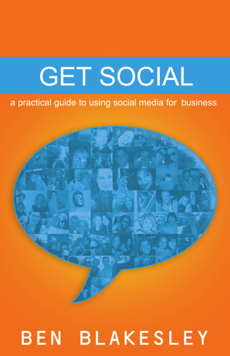 GET SOCIAL
a practical guide to using social media for business
BEN BLAKESLEY